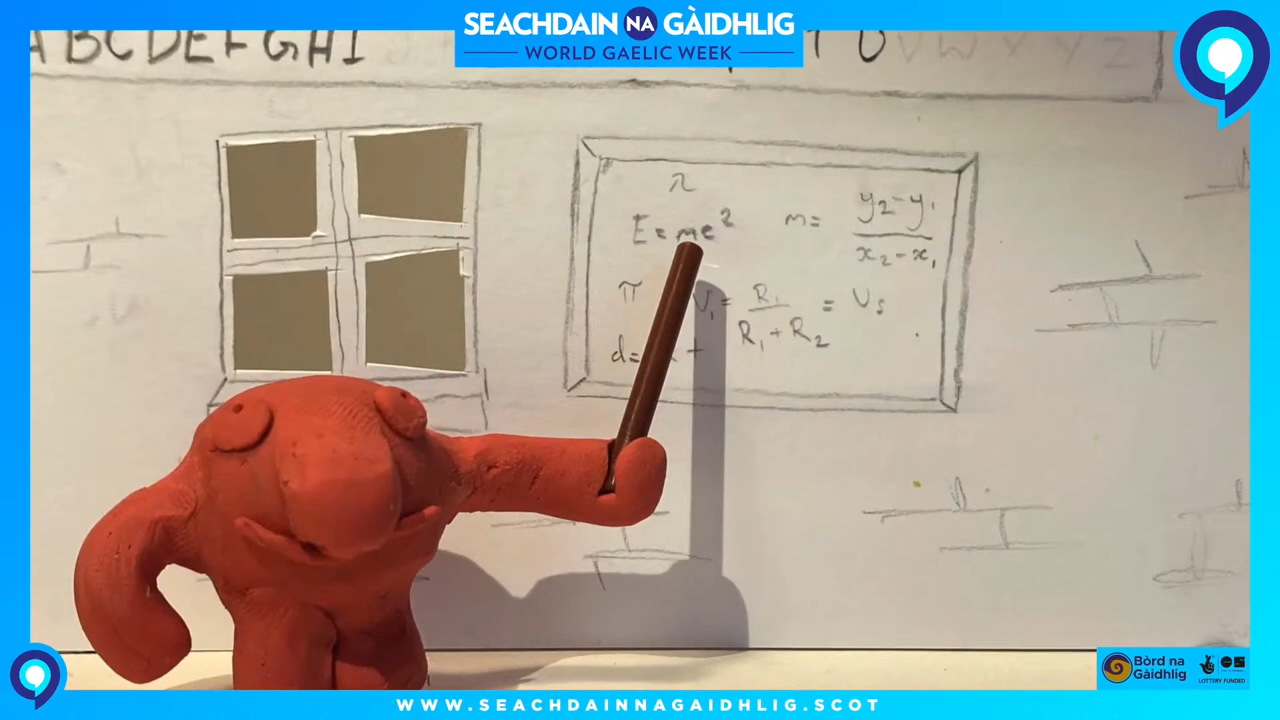 SEACHDAIN NA GÀIDHLIG
WORLD GAELIC WEEK
A B C D E F G H I
U V W X Y Z
π
E = mc²
m = y₂ - y₁
x₂ - x₁
π
V₁ = R₁ = Vs
R₁ + R₂
d =
Bòrd na
Gàidhlig
LOTTERY FUNDED
WWW.SEACHDAINNAGAIDHLIG.SCOT